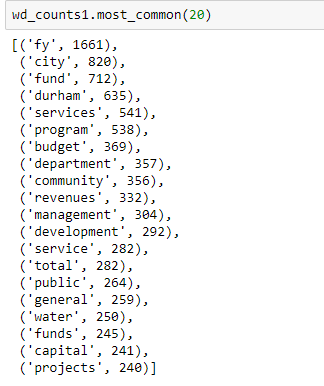 wd_counts1.most_common(20)
[('fy', 1661),
('city', 820),
('fund', 712),
('durham', 635),
('services', 541),
('program', 538),
('budget', 369),
('department', 357),
('community', 356),
('revenues', 332),
('management', 304),
('development', 292),
('service', 282),
('total', 282),
('public', 264),
('general', 259),
('water', 250),
('funds', 245),
('capital', 241),
('projects', 240)]